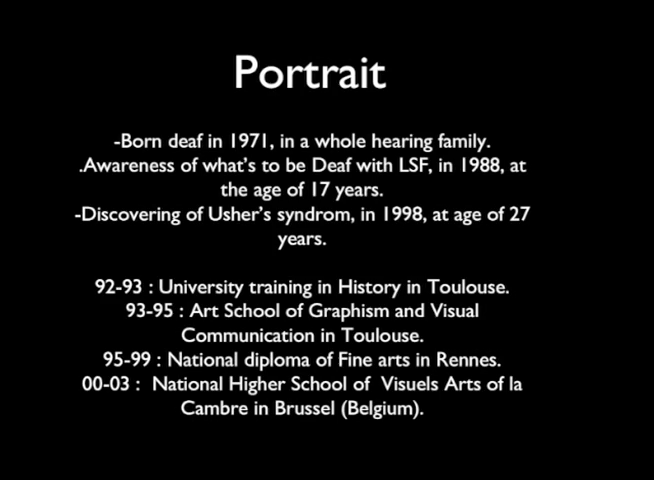 Portrait
-Born deaf in 1971, in a whole hearing family.
.Awareness of what's to be Deaf with LSF, in 1988, at
the age of 17 years.
-Discovering of Usher's syndrom, in 1998, at age of 27
years.
92-93 : University training in History in Toulouse.
93-95 : Art School of Graphism and Visual
Communication in Toulouse.
95-99 : National diploma of Fine arts in Rennes.
00-03 :  National Higher School of  Visuels Arts of la
Cambre in Brussel (Belgium).